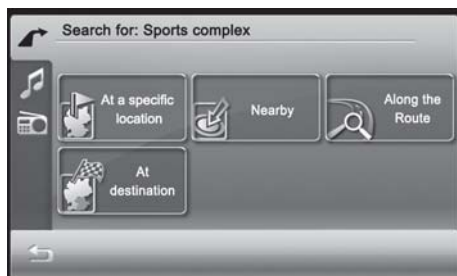 Search for: Sports complex
At a specific
location
Nearby
Along the
Route
At
destination